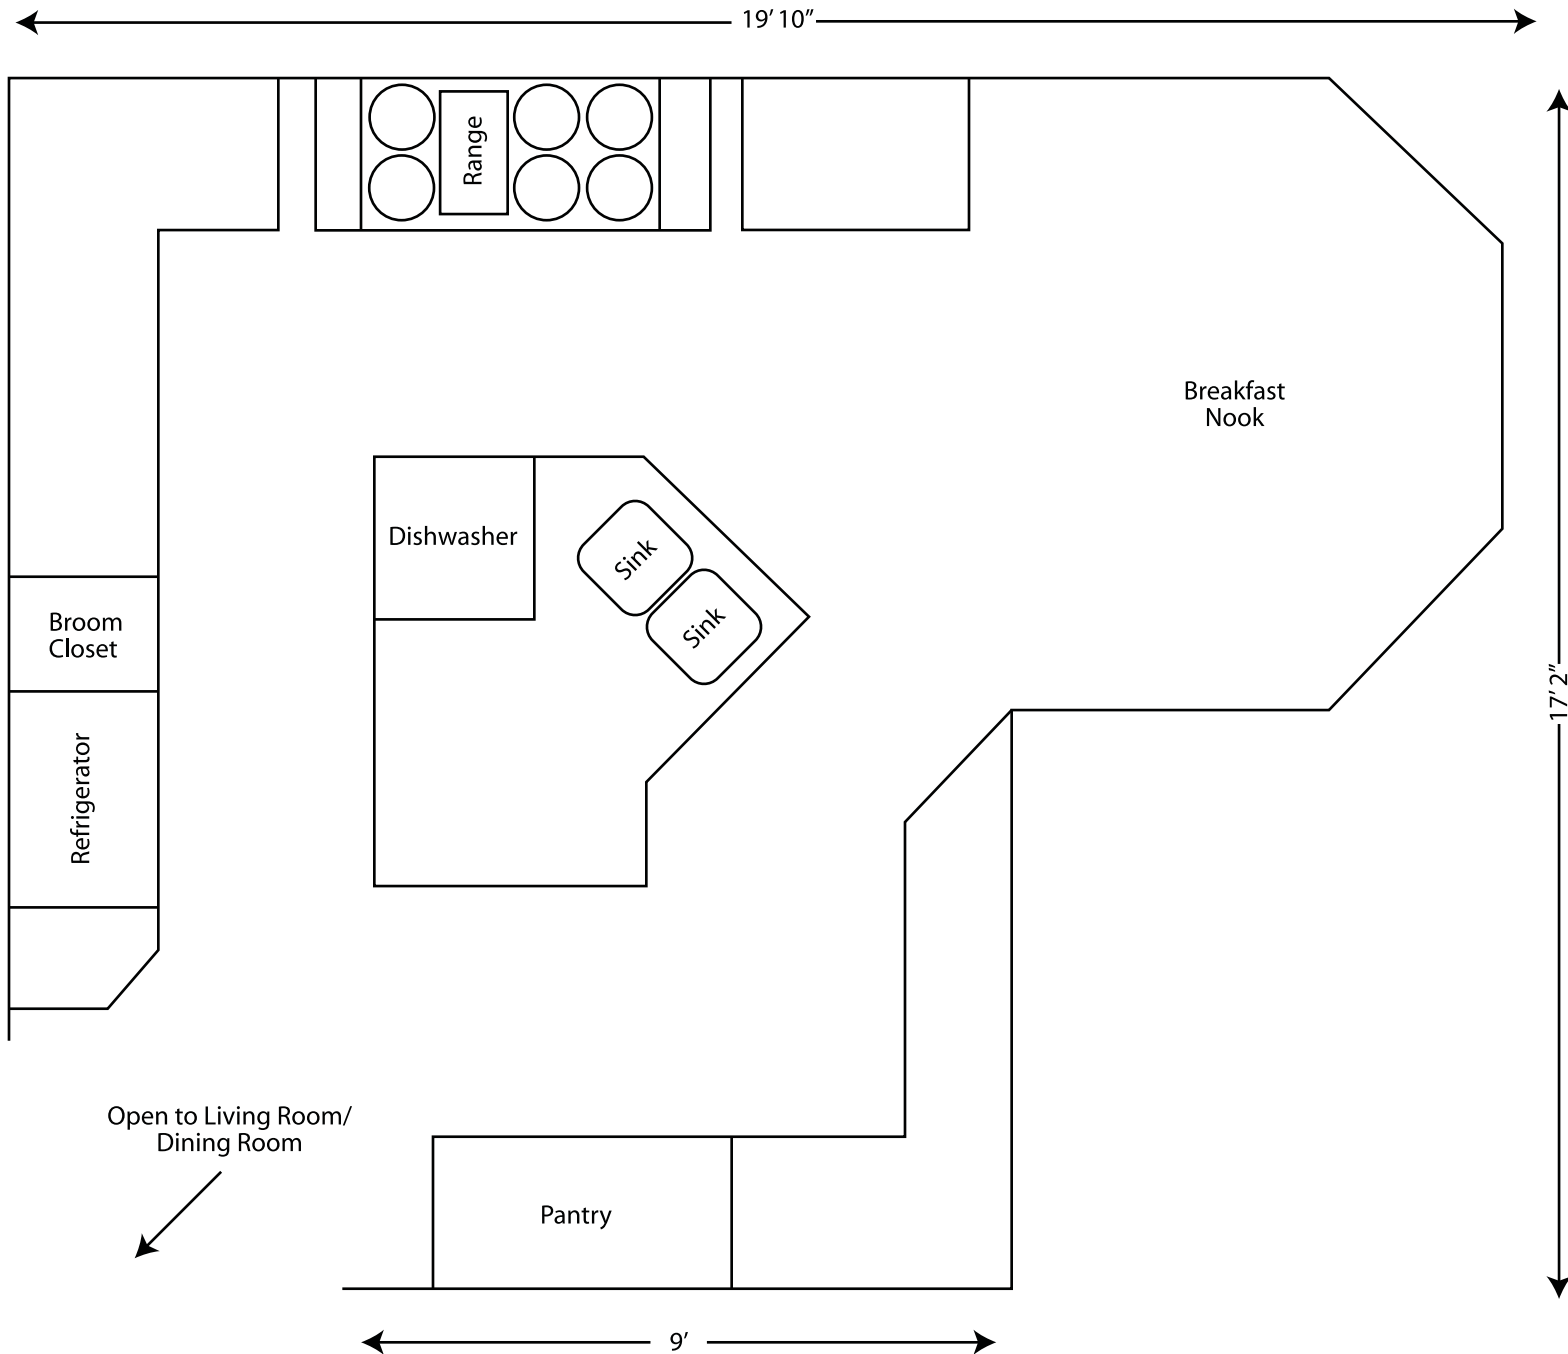 19’ 10”
Range
Breakfast
Nook
Dishwasher
Sink
Sink
Broom
Closet
Refrigerator
17’ 2”
Open to Living Room/
Dining Room
Pantry
9’